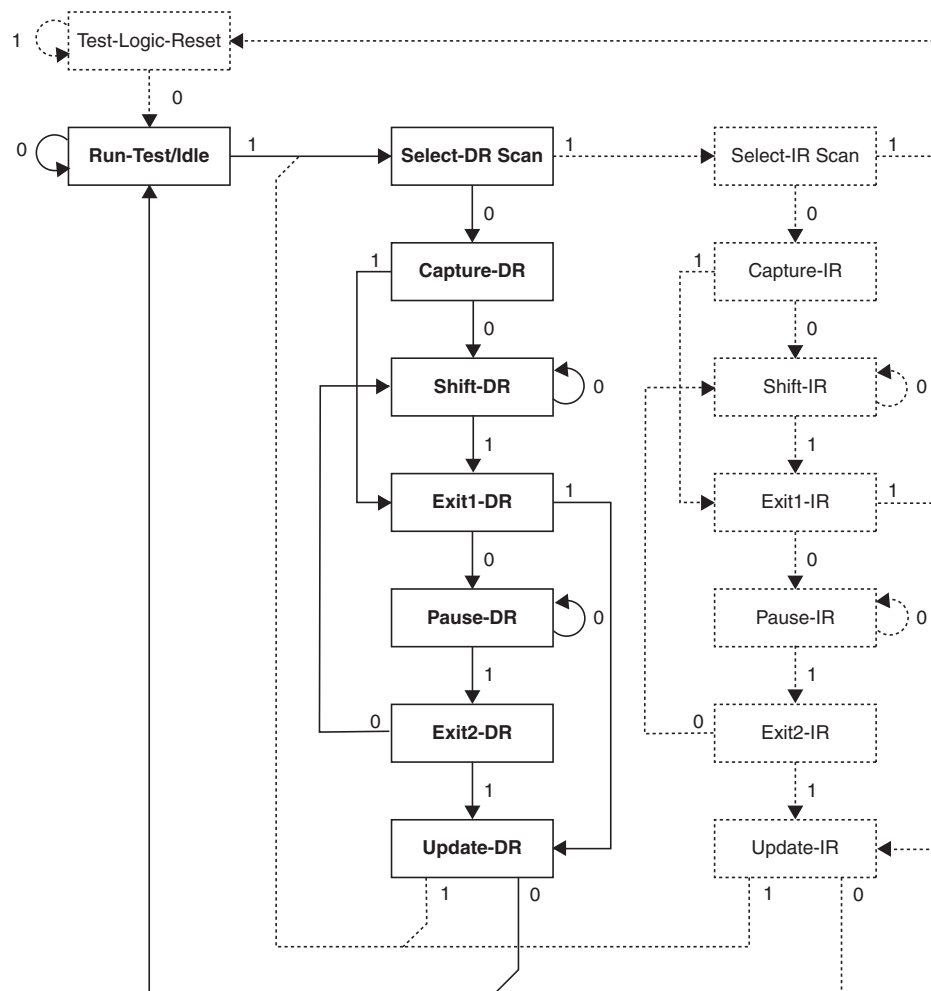 1
Test-Logic-Reset
0
0
Run-Test/Idle
1
Select-DR Scan
1
Select-IR Scan
1
0
0
1
Capture-DR
1
Capture-IR
0
0
Shift-DR
0
Shift-IR
0
1
1
Exit1-DR
1
Exit1-IR
1
0
0
Pause-DR
0
Pause-IR
0
1
1
0
Exit2-DR
0
Exit2-IR
1
1
Update-DR
Update-IR
1
0
1
0